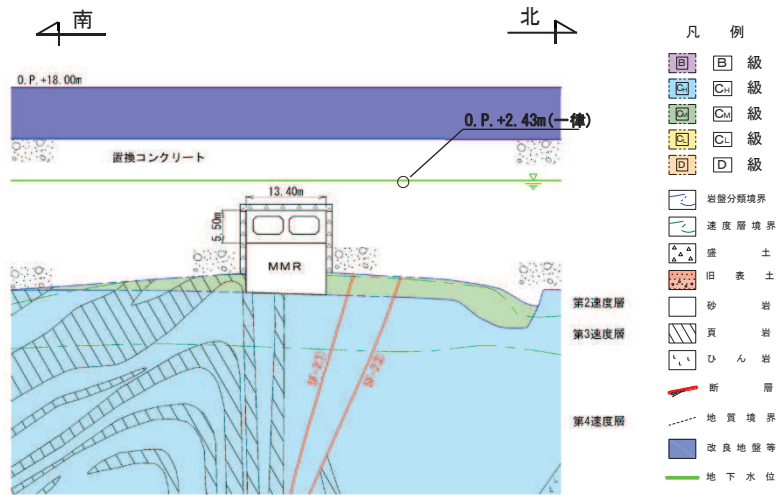 南
北
O.P.+18.00m
O.P.+2.43m(一律)
置換コンクリート
13.40m
5.50m
MMR
第2速度層
第3速度層
第4速度層
凡 例
B B 級
CH CH 級
CM CM 級
CL CL 級
D D 級
岩盤分類境界
速度層境界
盛 土
旧 表 土
砂 岩
頁 岩
ひ ん 岩
断 層
地 質 境 界
改 良 地 盤 等
地 下 水 位